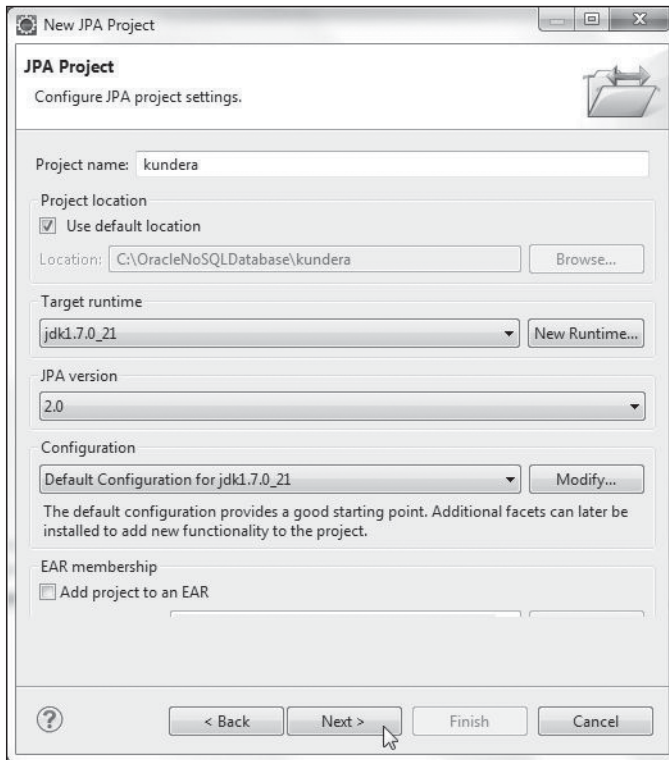 New JPA Project
JPA Project
Configure JPA project settings.
Project name: kundera
Project location
Use default location
Location: C:\OracleNoSQLDatabase\kundera Browse...
Target runtime
jdk1.7.0_21 New Runtime...
JPA version
2.0
Configuration
Default Configuration for jdk1.7.0_21 Modify...
The default configuration provides a good starting point. Additional facets can later be
installed to add new functionality to the project.
EAR membership
Add project to an EAR
? < Back Next > Finish Cancel